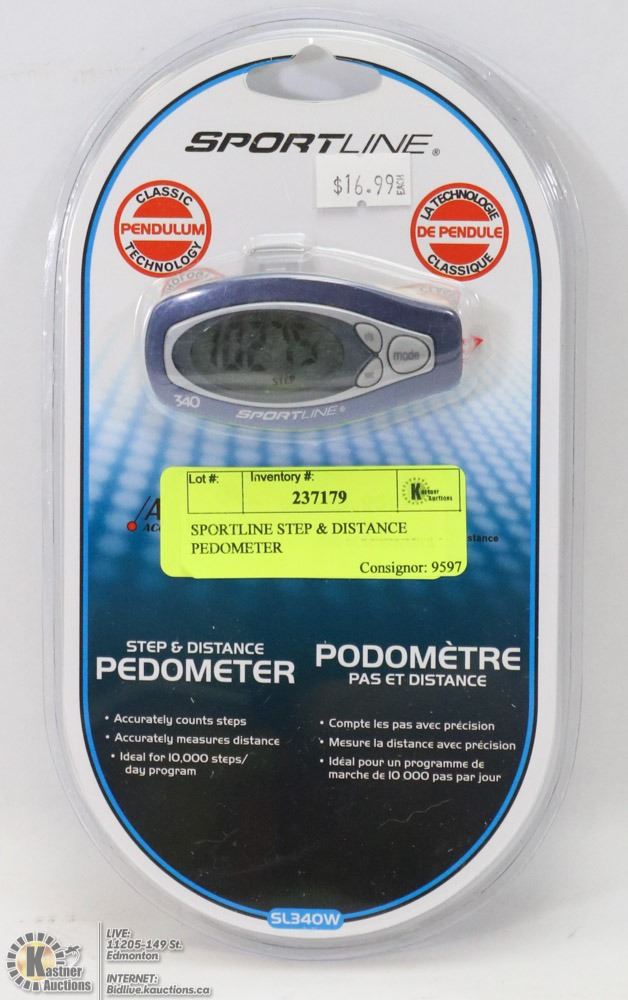 SPORTLINE®
$16.99 EACH
CLASSIC
PENDULUM
TECHNOLOGY
LA TECHNOLOGIE
DE PENDULE
CLASSIQUE
10275
STEP
mode
340
SPORTLINE®
Lot #:
Inventory #:
237179
Kastner
Auctions
SPORTLINE STEP & DISTANCE
PEDOMETER
Consignor: 9597
STEP & DISTANCE
PEDOMETER
• Accurately counts steps
• Accurately measures distance
• Ideal for 10,000 steps/
day program
PODOMÈTRE
PAS ET DISTANCE
• Compte les pas avec précision
• Mesure la distance avec précision
• Idéal pour un programme de
marche de 10 000 pas par jour
SL340W
Kastner
Auctions
LIVE:
11205-149 St.
Edmonton
INTERNET:
Bidlive.kauctions.ca